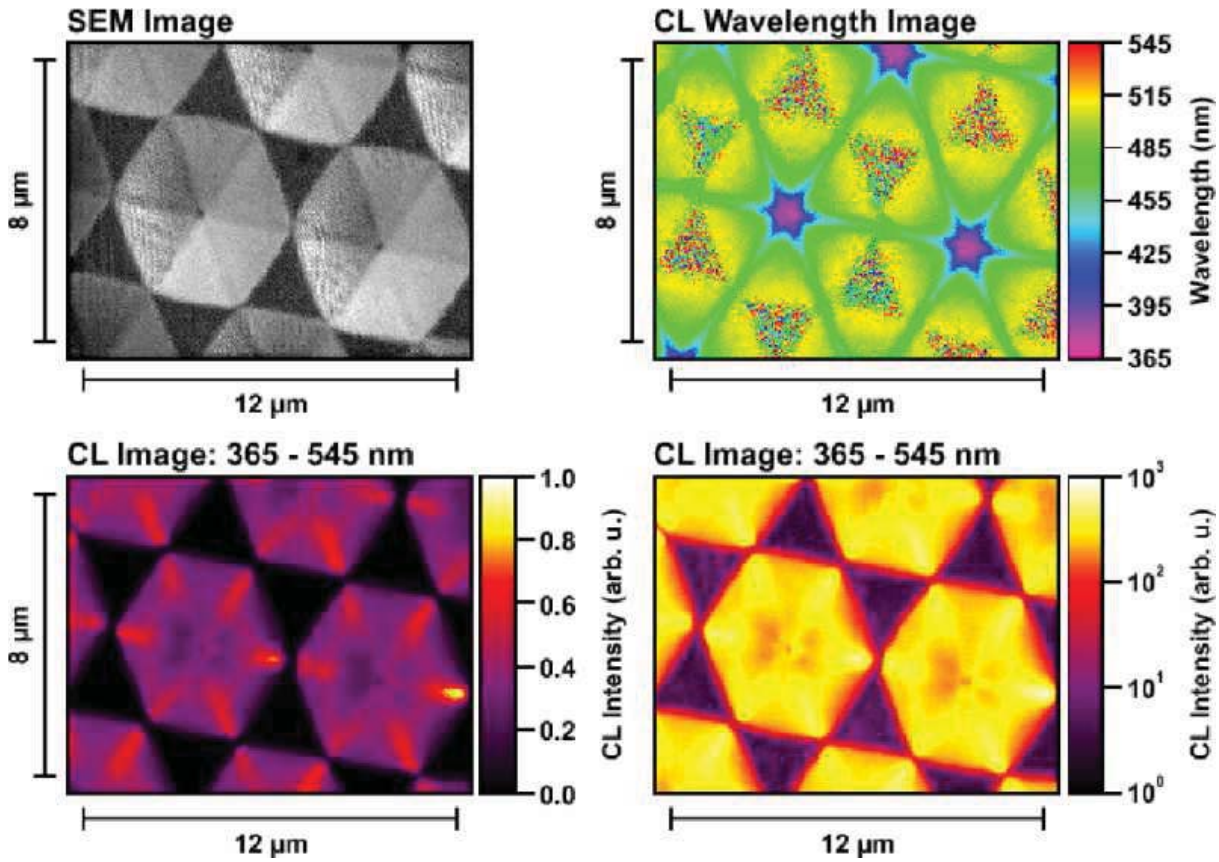 SEM Image
8 µm
12 µm
CL Wavelength Image
8 µm
12 µm
545
515
485
455
425
395
365
Wavelength (nm)
CL Image: 365 - 545 nm
8 µm
12 µm
1.0
0.8
0.6
0.4
0.2
0.0
CL Intensity (arb. u.)
CL Image: 365 - 545 nm
12 µm
10³
10²
10¹
10⁰
CL Intensity (arb. u.)